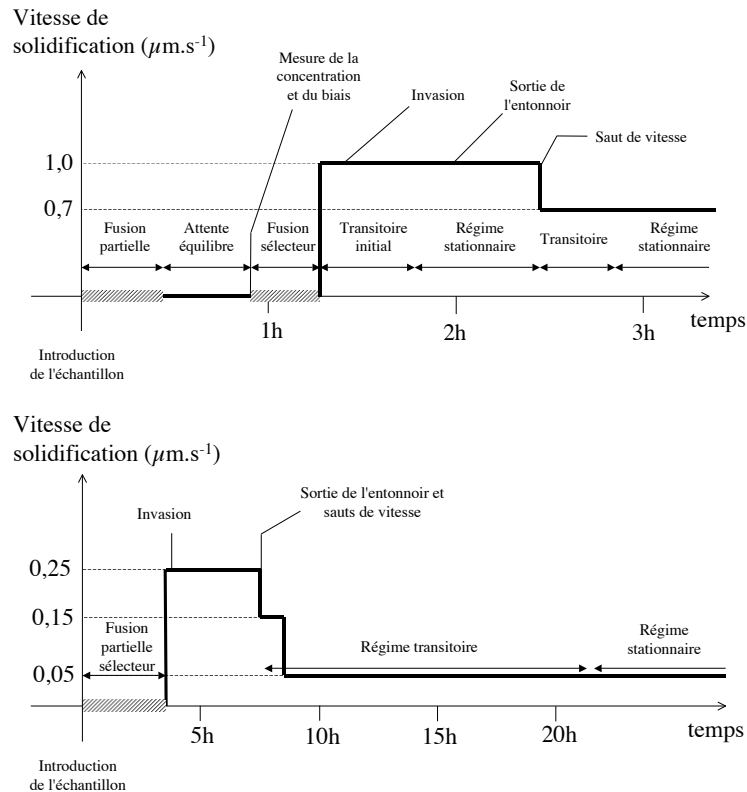 Vitesse de
solidification (μm.s-1)
Mesure de la
concentration
et du biais
Invasion
Sortie de
l'entonnoir
Saut de vitesse
1,0
0,7
Fusion
partielle
Attente
équilibre
Fusion
sélecteur
Transitoire
initial
Régime
stationnaire
Transitoire
Régime
stationnaire
1h
2h
3h
temps
Introduction
de l'échantillon
Vitesse de
solidification (μm.s-1)
Invasion
Sortie de l'entonnoir et
sauts de vitesse
0,25
0,15
0,05
Fusion
partielle
sélecteur
Régime transitoire
Régime
stationnaire
5h
10h
15h
20h
temps
Introduction
de l'échantillon